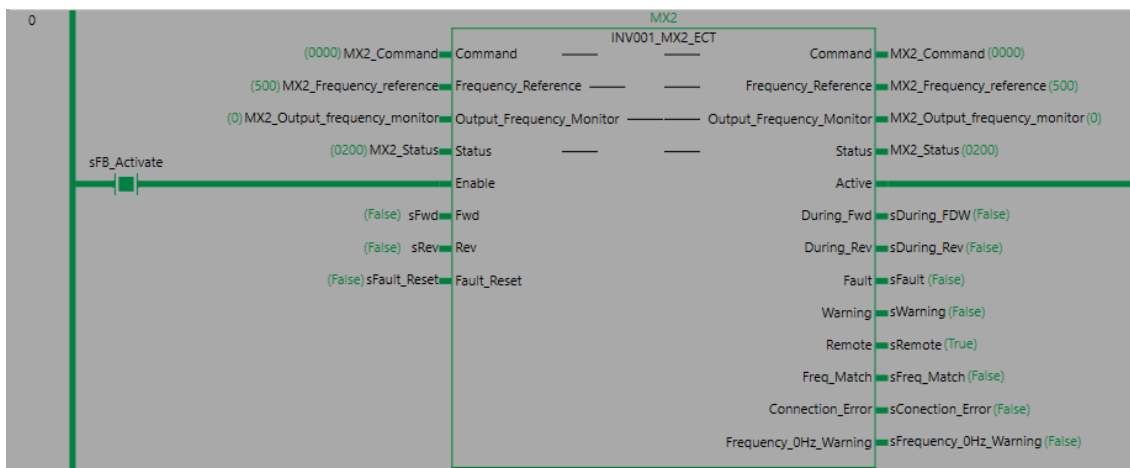 0
MX2
INV001_MX2_ECT
(0000) MX2_Command Command Command MX2_Command (0000)
(500) MX2_Frequency_reference Frequency_Reference Frequency_Reference MX2_Frequency_reference (500)
(0) MX2_Output_frequency_monitor Output_Frequency_Monitor Output_Frequency_Monitor MX2_Output_frequency_monitor (0)
(0200) MX2_Status Status Status MX2_Status (0200)
sFB_Activate
Enable Active
(False) sFwd Fwd During_Fwd sDuring_FDW (False)
(False) sRev Rev During_Rev sDuring_Rev (False)
(False) sFault_Reset Fault_Reset Fault sFault (False)
Warning sWarning (False)
Remote sRemote (True)
Freq_Match sFreq_Match (False)
Connection_Error sConection_Error (False)
Frequency_0Hz_Warning sFrequency_0Hz_Warning (False)